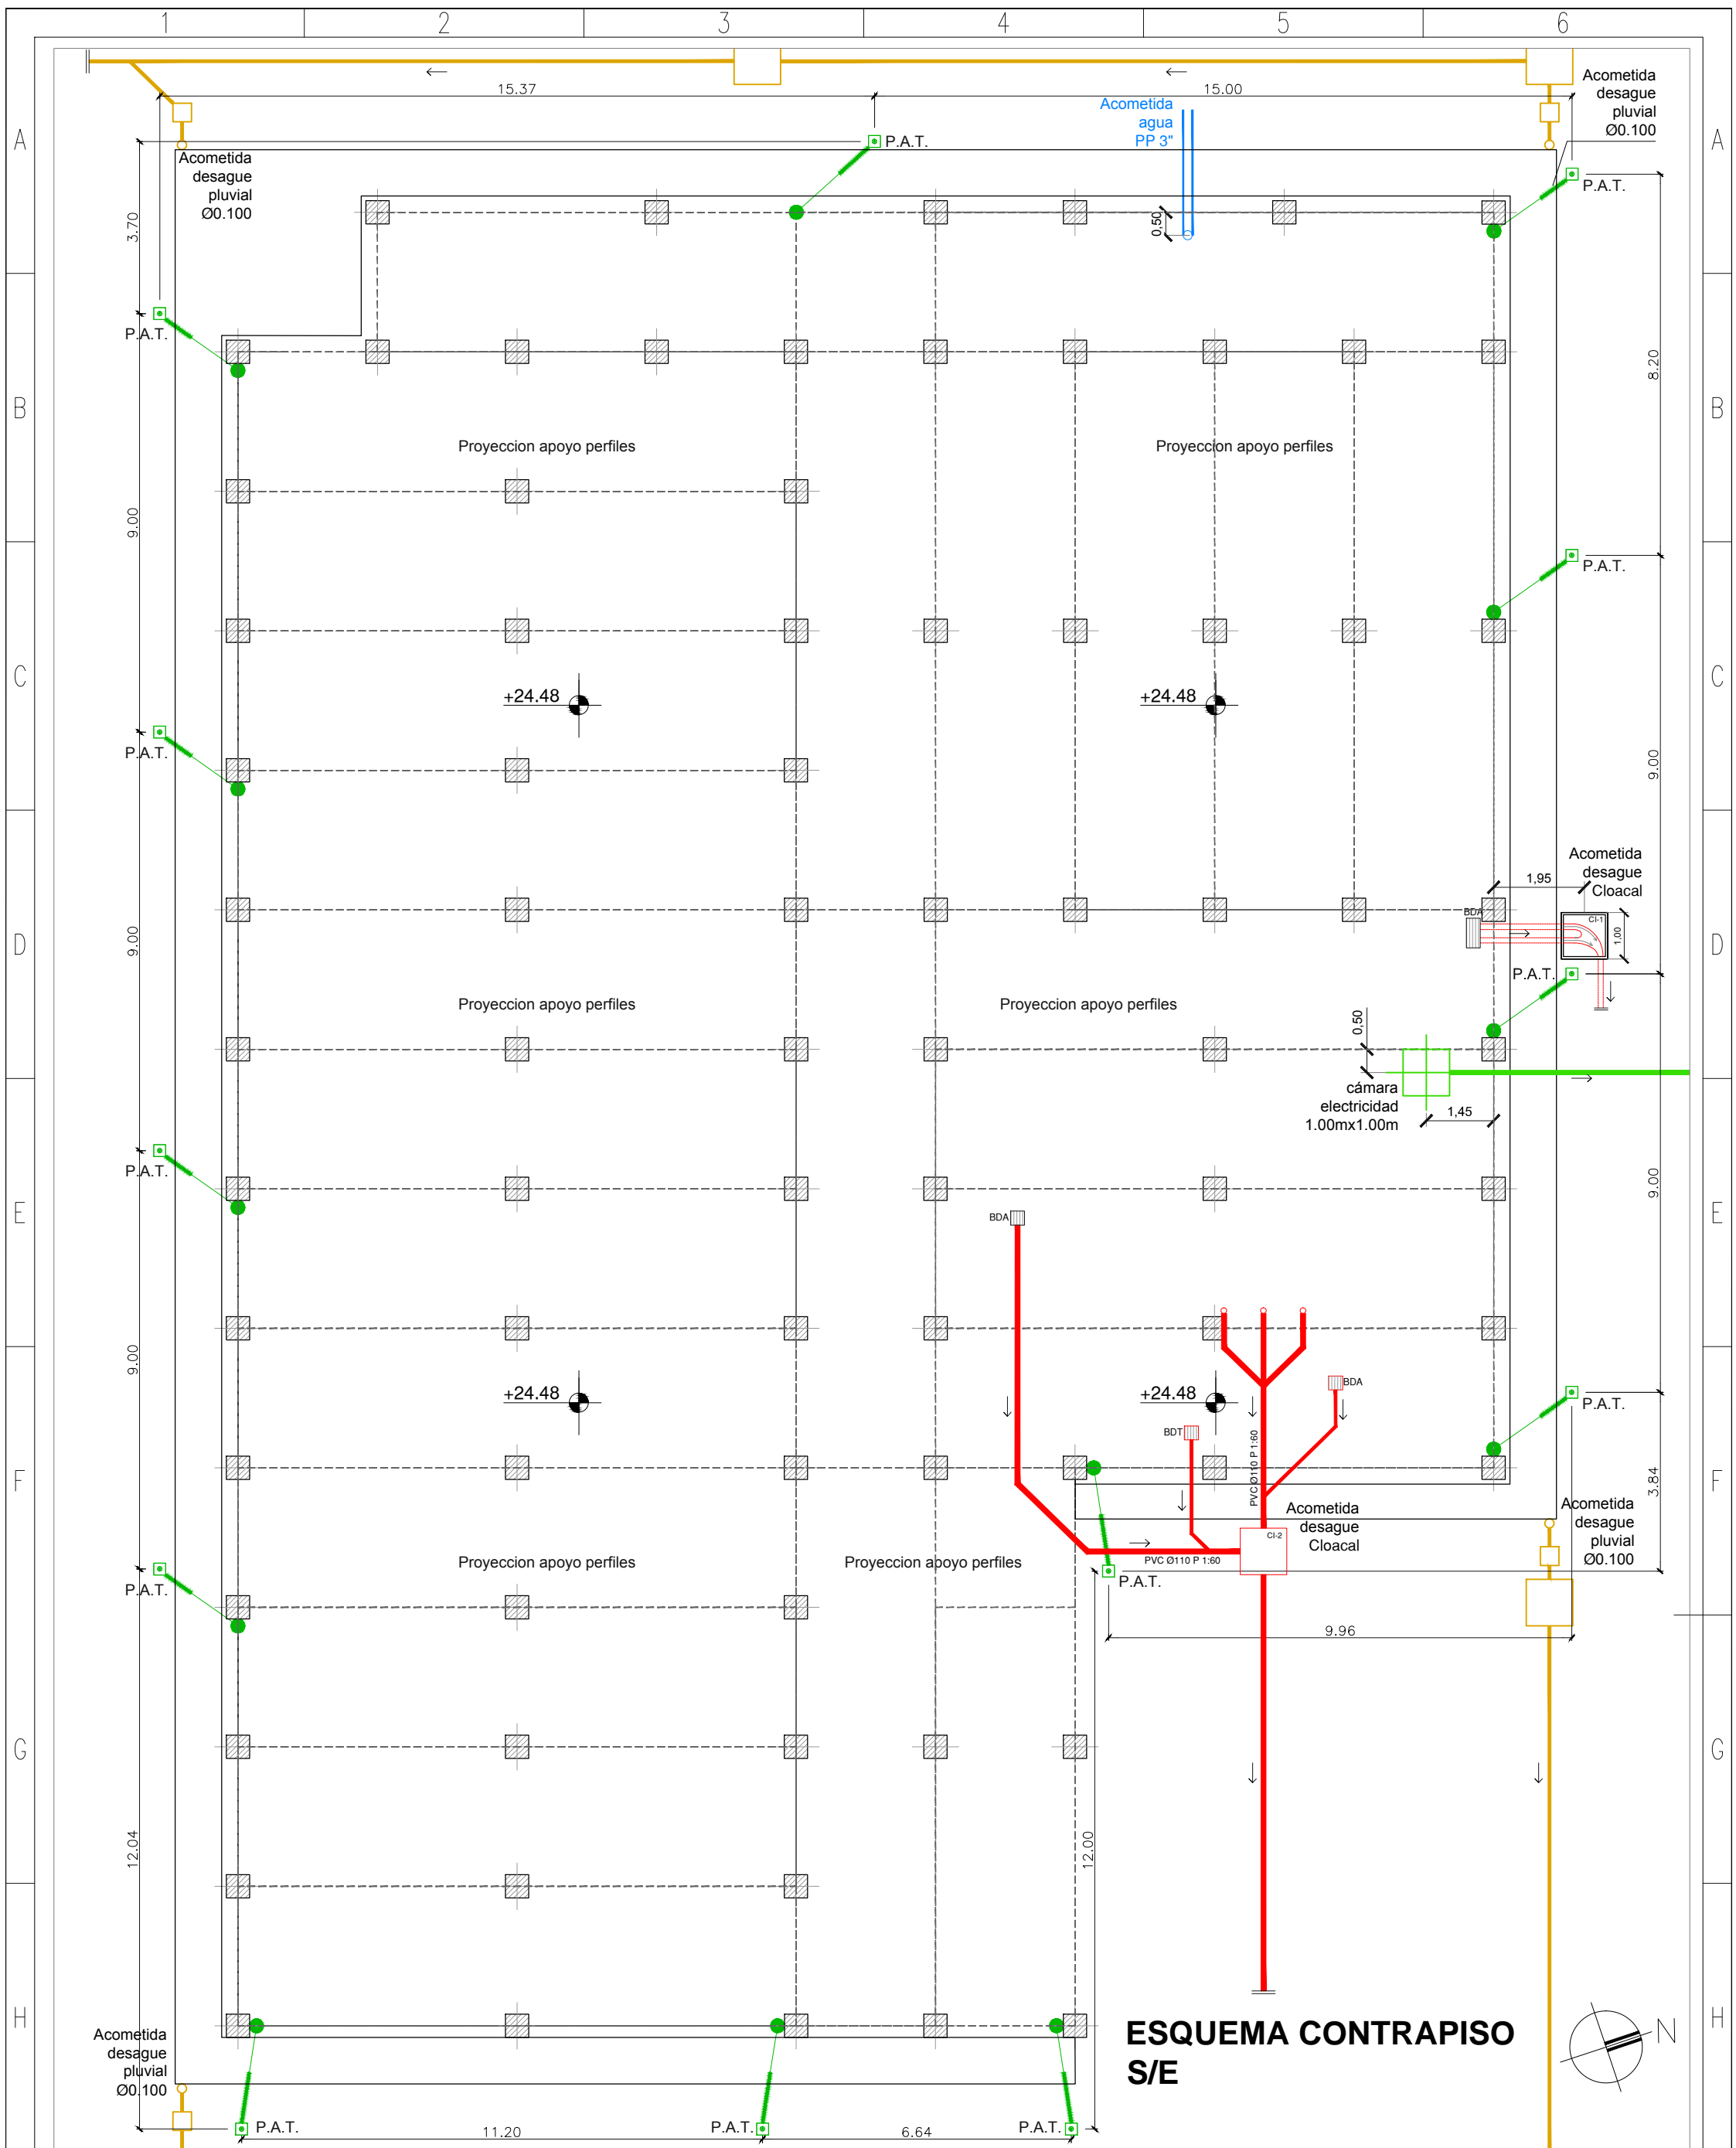 1 2 3 4 5 6
A A
B B
C C
D D
E E
F F
G G
H H
15.37 15.00
Acometida
desague
pluvial
Ø0.100
Acometida
agua
PP 3"
P.A.T.
Acometida
desague
pluvial
Ø0.100
P.A.T.
3.70
0,50
P.A.T.
8.20
Proyeccion apoyo perfiles
Proyeccion apoyo perfiles
9.00
P.A.T.
+24.48
+24.48
P.A.T.
9.00
Acometida
desague
Cloacal
1,95
BDA
CI-1
1.00
9.00
P.A.T.
Proyeccion apoyo perfiles
Proyeccion apoyo perfiles
0,50
cámara
electricidad
1.00mx1.00m
1,45
P.A.T.
9.00
BDA
9.00
BDA
+24.48
+24.48
P.A.T.
BDT
PVC Ø110 P 1:60
3.84
Acometida
desague
Cloacal
CI-2
Acometida
desague
pluvial
Ø0.100
PVC Ø110 P 1:60
Proyeccion apoyo perfiles
Proyeccion apoyo perfiles
P.A.T.
P.A.T.
9.96
12.04
12.00
ESQUEMA CONTRAPISO
S/E
N
Acometida
desague
pluvial
Ø0.100
P.A.T.
11.20
P.A.T.
6.64
P.A.T.